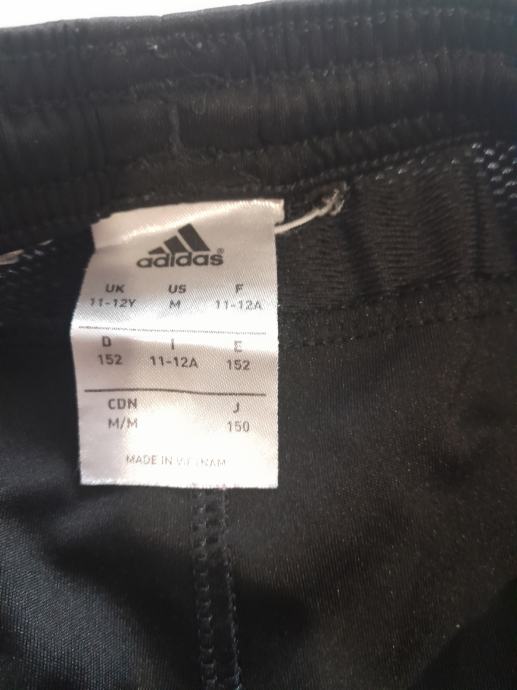 adidas®
UK US F
11-12Y M 11-12A
D I E
152 11-12A 152
CDN J
M/M 150
MADE IN VIETNAM